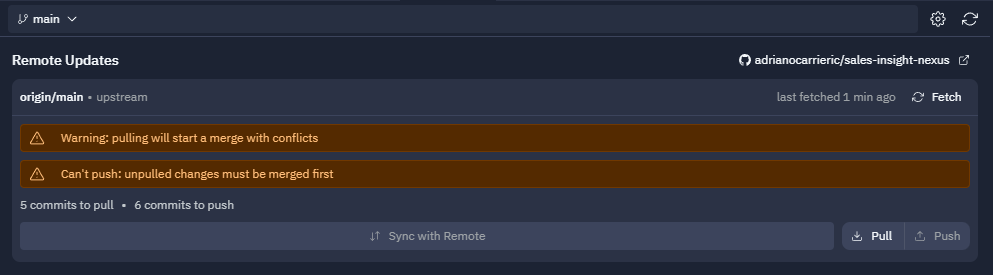 main
Remote Updates
adrianocarrieric/sales-insight-nexus
origin/main • upstream
last fetched 1 min ago
Fetch
Warning: pulling will start a merge with conflicts
Can't push: unpulled changes must be merged first
5 commits to pull • 6 commits to push
Sync with Remote
Pull
Push